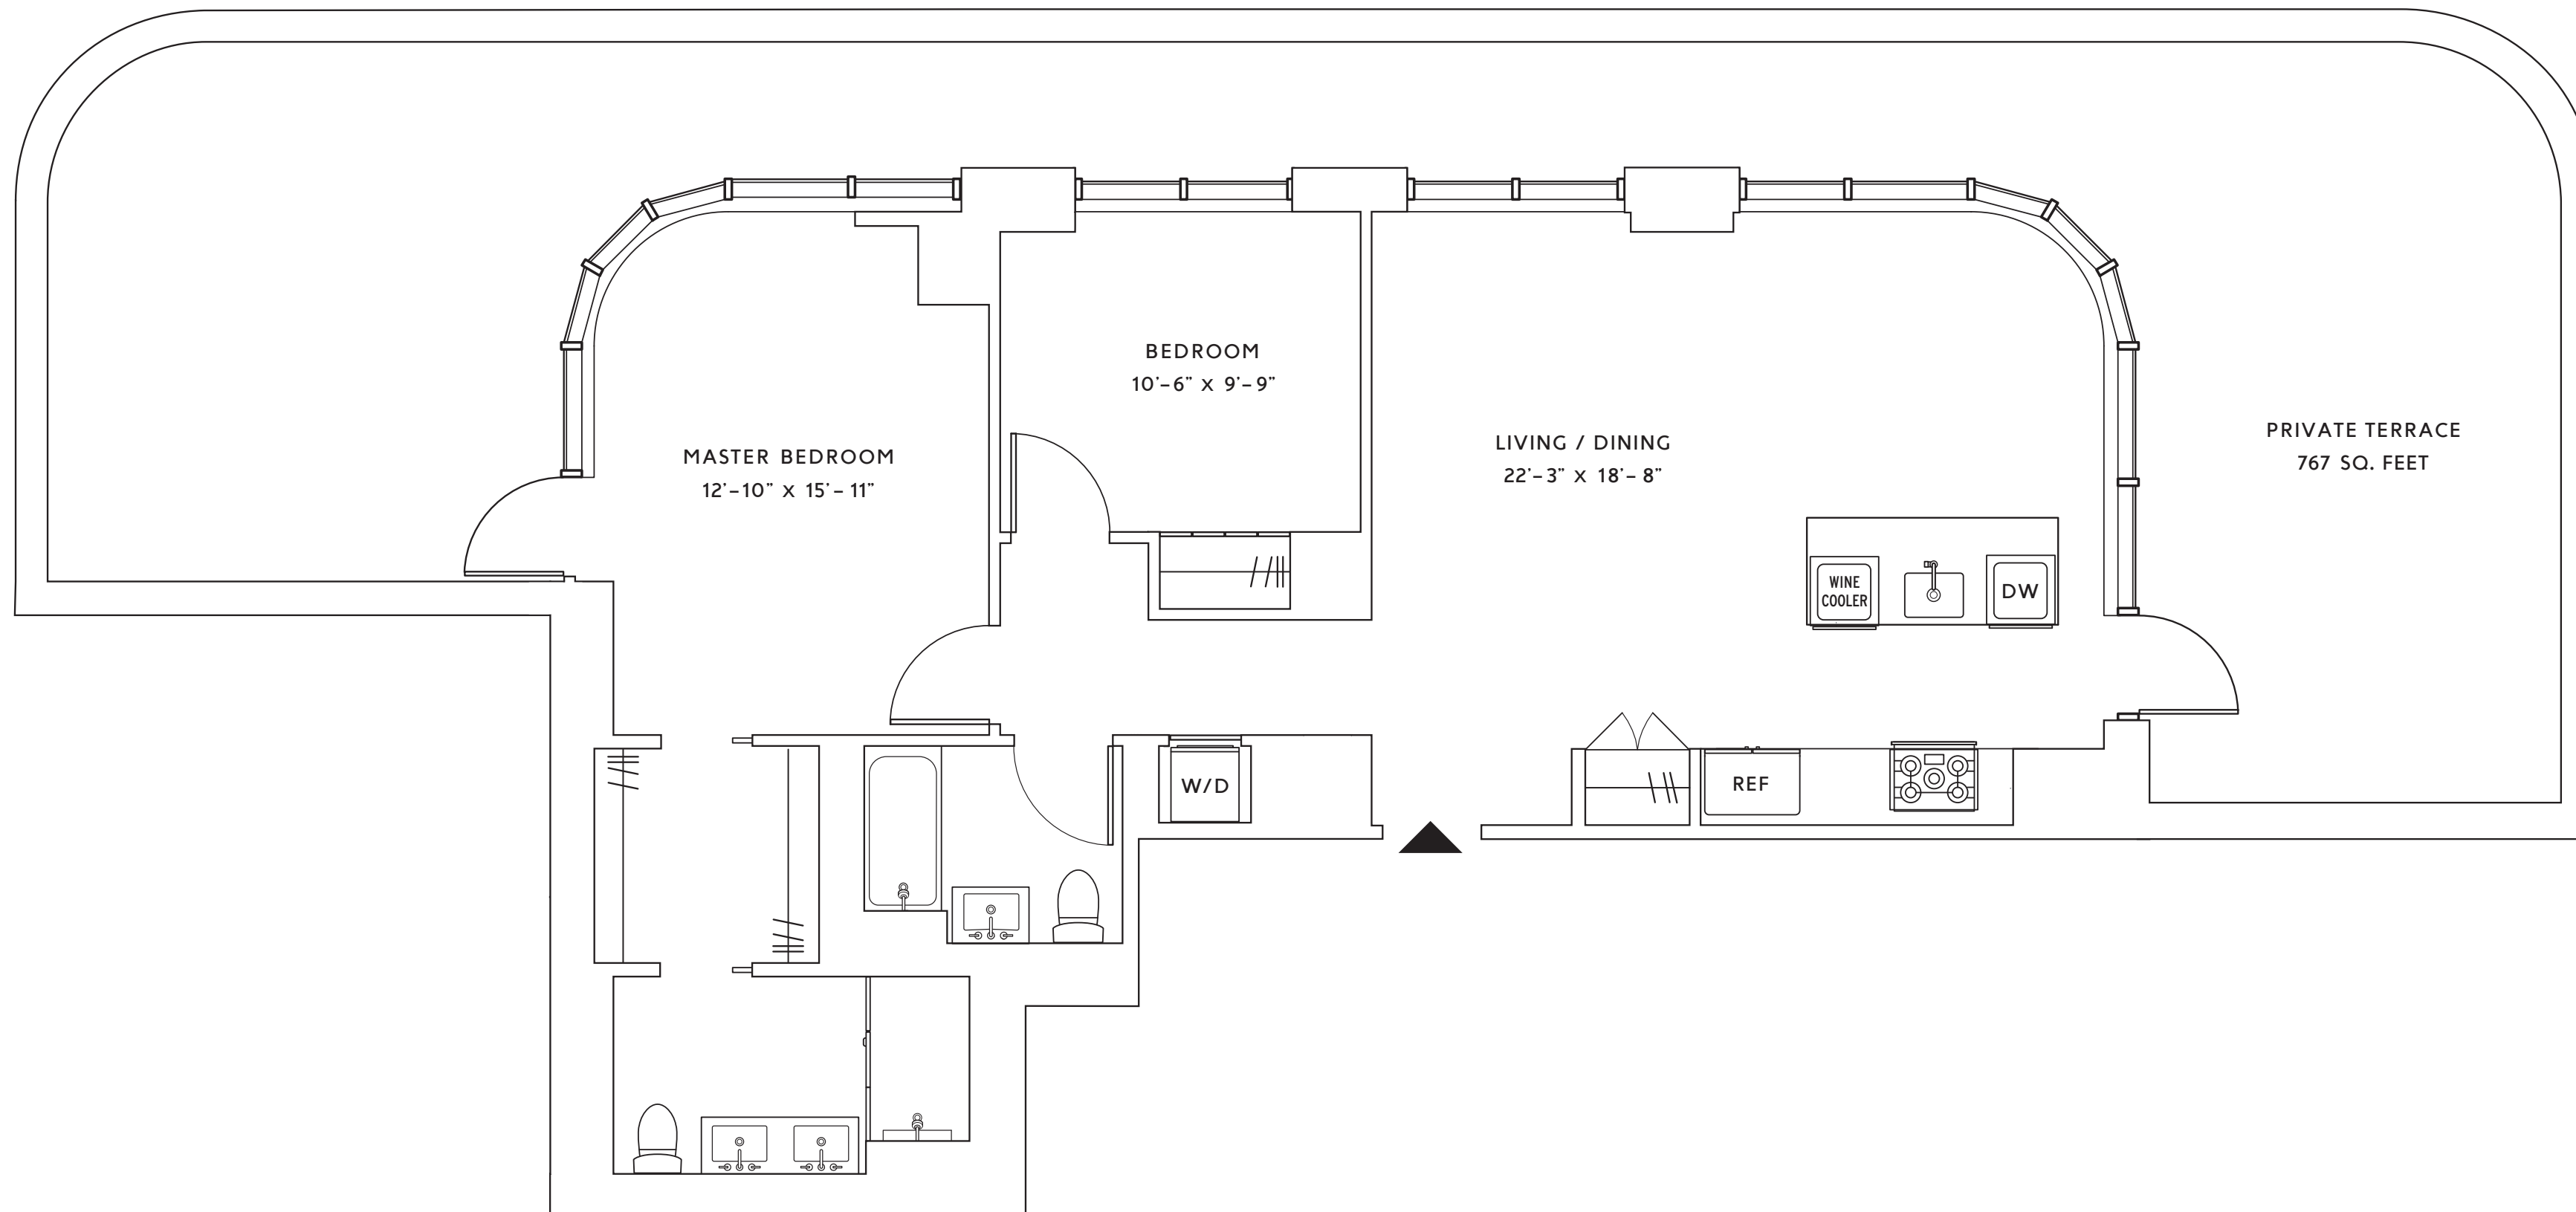 BEDROOM
10'–6" X 9'–9"
MASTER BEDROOM
12'–10" X 15'– 11"
LIVING / DINING
22'–3" X 18'– 8"
PRIVATE TERRACE
767 SQ. FEET
WINE
COOLER
DW
W/D
REF